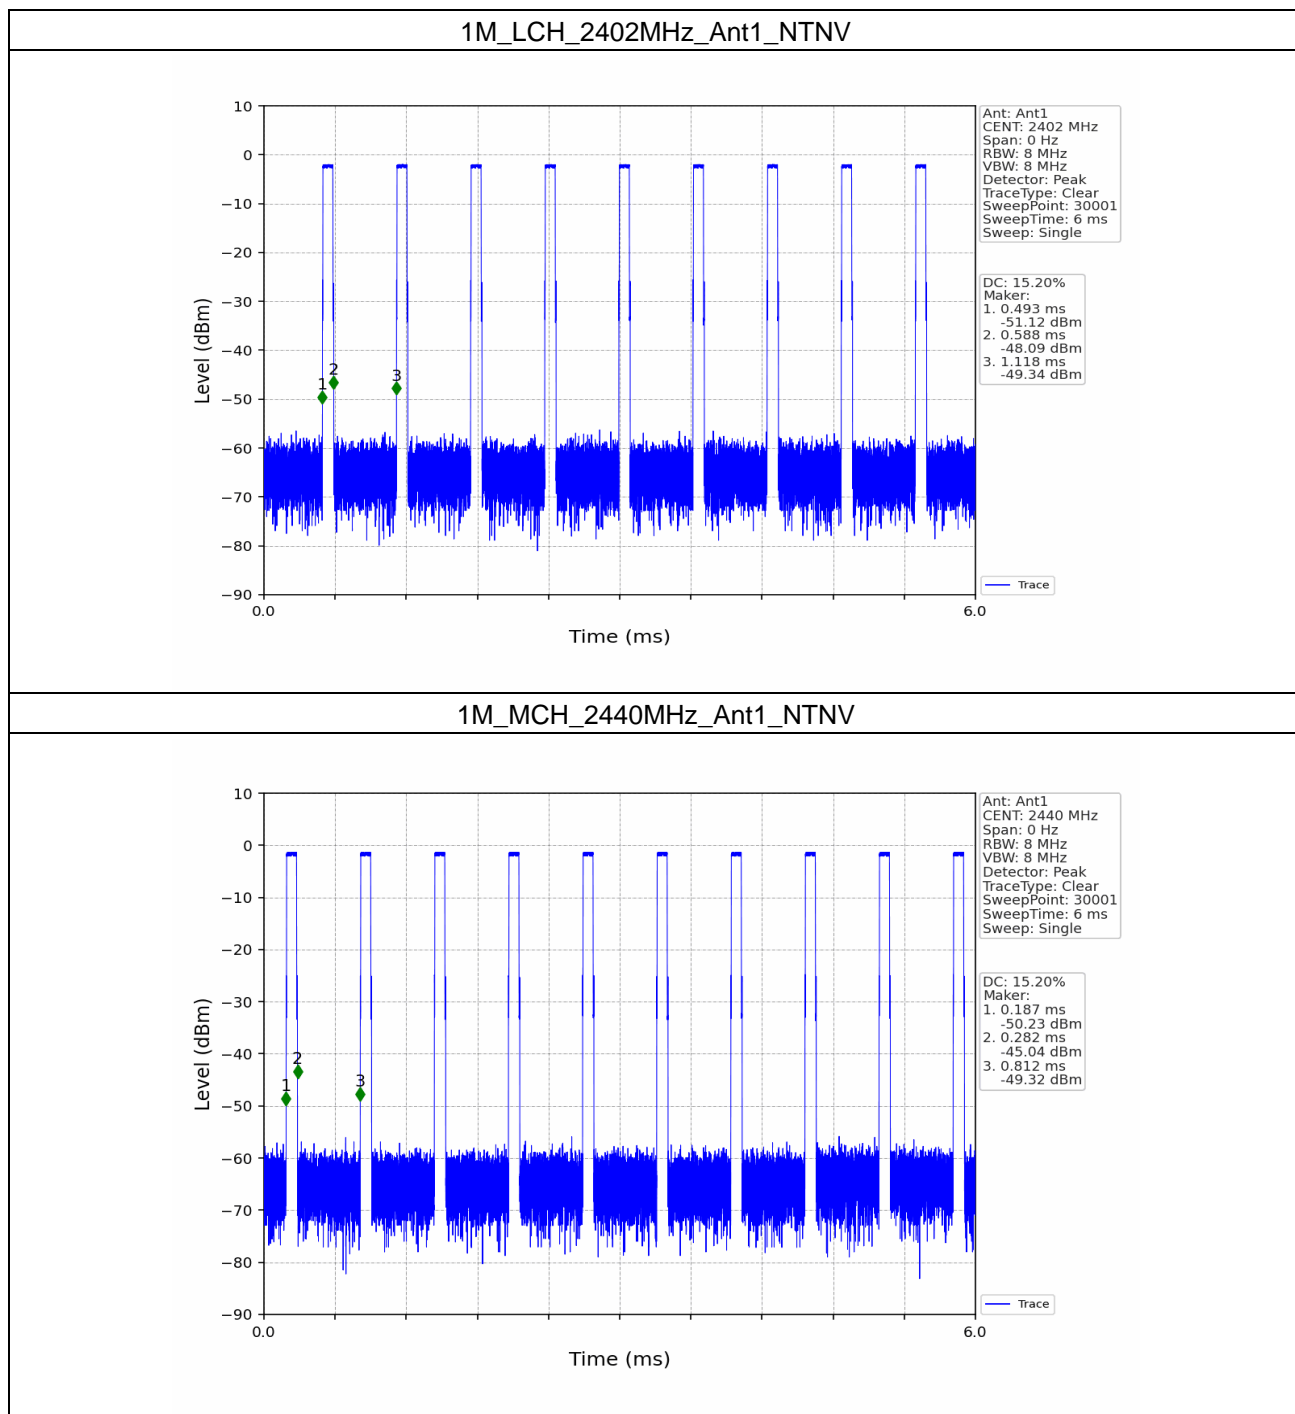 1M_LCH_2402MHz_Ant1_NTNV
10
0
−10
−20
−30
−40
−50
−60
−70
−80
−90
Level (dBm)
1
2
3
0.0
6.0
Time (ms)
Ant: Ant1
CENT: 2402 MHz
Span: 0 Hz
RBW: 8 MHz
VBW: 8 MHz
Detector: Peak
TraceType: Clear
SweepPoint: 30001
SweepTime: 6 ms
Sweep: Single
DC: 15.20%
Maker:
1. 0.493 ms
-51.12 dBm
2. 0.588 ms
-48.09 dBm
3. 1.118 ms
-49.34 dBm
Trace
1M_MCH_2440MHz_Ant1_NTNV
10
0
−10
−20
−30
−40
−50
−60
−70
−80
−90
Level (dBm)
1
2
3
0.0
6.0
Time (ms)
Ant: Ant1
CENT: 2440 MHz
Span: 0 Hz
RBW: 8 MHz
VBW: 8 MHz
Detector: Peak
TraceType: Clear
SweepPoint: 30001
SweepTime: 6 ms
Sweep: Single
DC: 15.20%
Maker:
1. 0.187 ms
-50.23 dBm
2. 0.282 ms
-45.04 dBm
3. 0.812 ms
-49.32 dBm
Trace